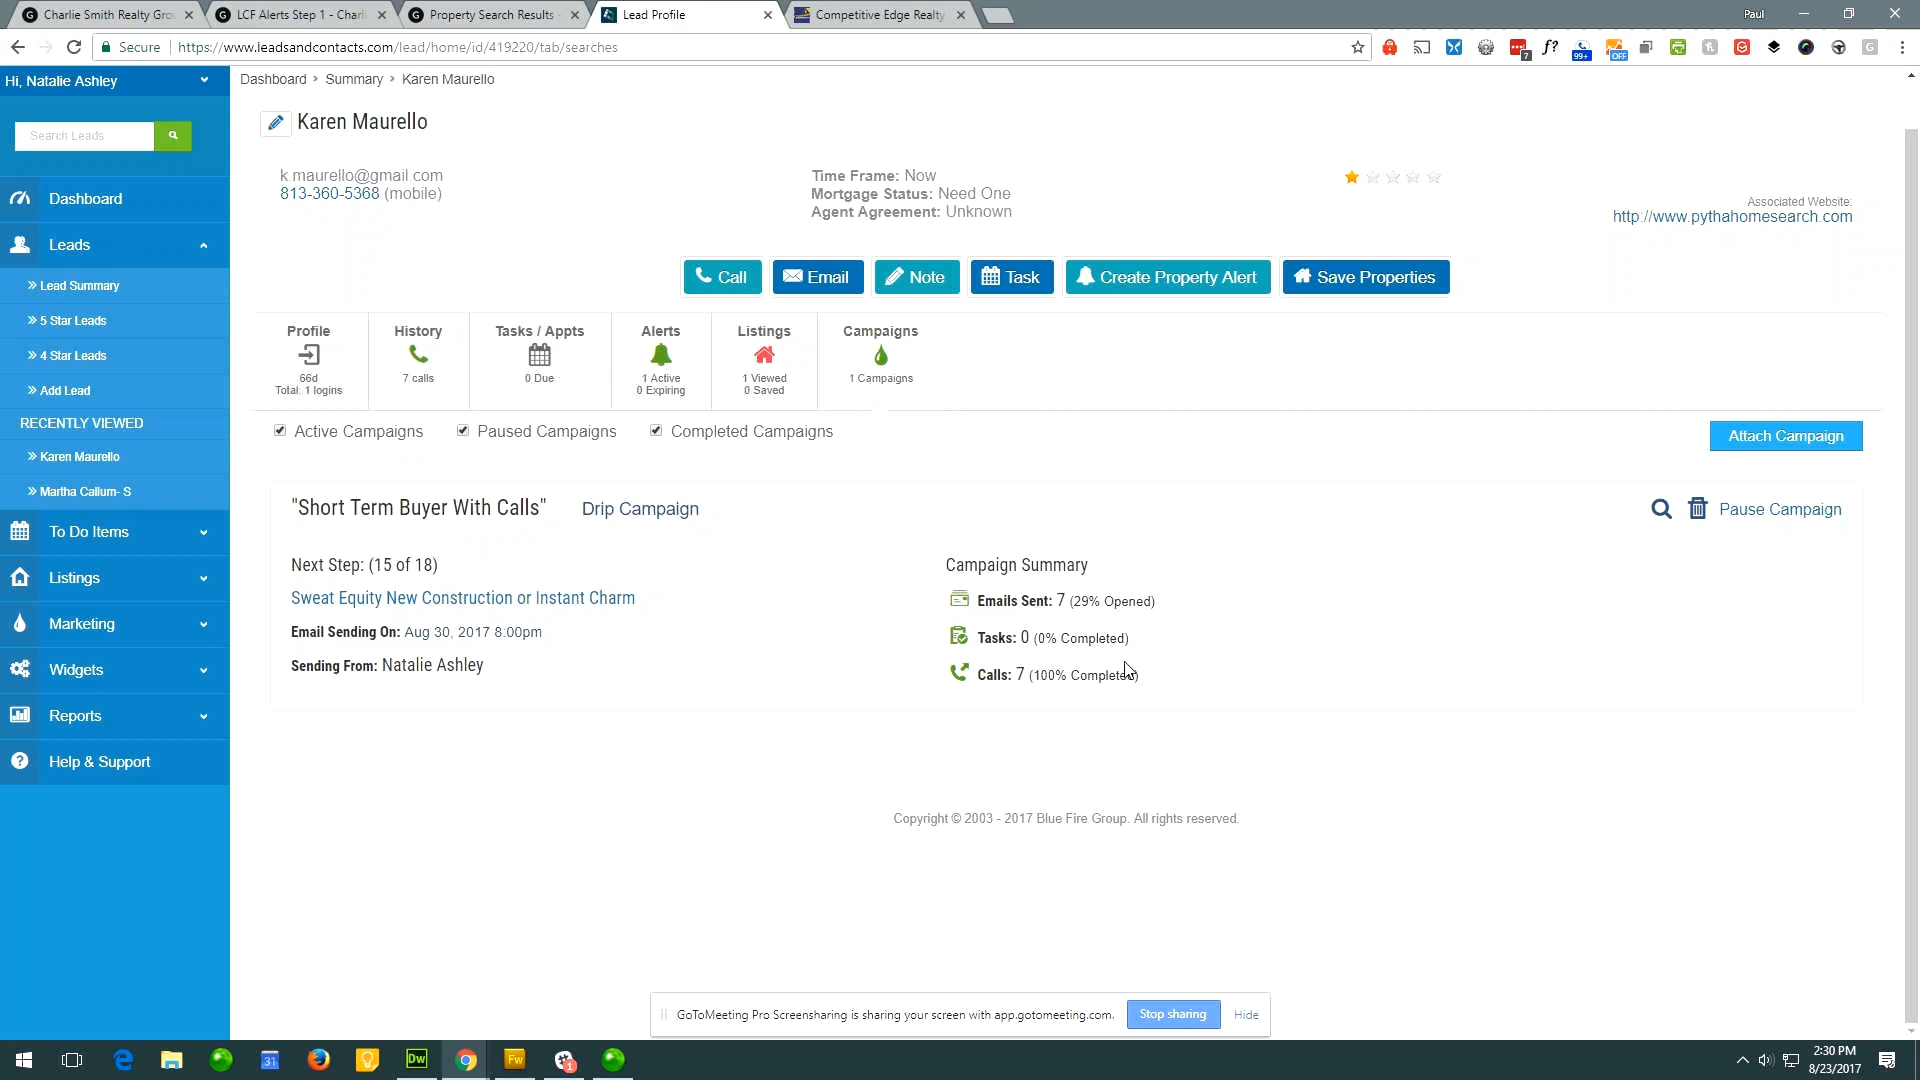 Charlie Smith Realty Gro
LCF Alerts Step 1 - Charli
Property Search Results
Lead Profile
Competitive Edge Realty
Paul
Secure
https://www.leadsandcontacts.com/lead/home/id/419220/tab/searches
7
99+
OFF
Hi, Natalie Ashley
Dashboard
Summary
Karen Maurello
Karen Maurello
Search Leads
k.maurello@gmail.com
813-360-5368 (mobile)
Time Frame: Now
Mortgage Status: Need One
Agent Agreement: Unknown
Associated Website:
http://www.pythahomesearch.com
Call
Email
Note
Task
Create Property Alert
Save Properties
Profile
66d
Total: 1 logins
History
7 calls
Tasks / Appts
0 Due
Alerts
1 Active
0 Expiring
Listings
1 Viewed
0 Saved
Campaigns
1 Campaigns
Dashboard
Leads
» Lead Summary
» 5 Star Leads
» 4 Star Leads
» Add Lead
RECENTLY VIEWED
» Karen Maurello
» Martha Callum- S
To Do Items
Listings
Marketing
Widgets
Reports
Help & Support
Active Campaigns
Paused Campaigns
Completed Campaigns
Attach Campaign
"Short Term Buyer With Calls"
Drip Campaign
Pause Campaign
Next Step: (15 of 18)
Sweat Equity New Construction or Instant Charm
Email Sending On: Aug 30, 2017 8:00pm
Sending From: Natalie Ashley
Campaign Summary
Emails Sent: 7 (29% Opened)
Tasks: 0 (0% Completed)
Calls: 7 (100% Completed)
Copyright © 2003 - 2017 Blue Fire Group. All rights reserved.
GoToMeeting Pro Screensharing is sharing your screen with app.gotomeeting.com.
Stop sharing
Hide
31
Dw
Fw
1
2:30 PM
8/23/2017